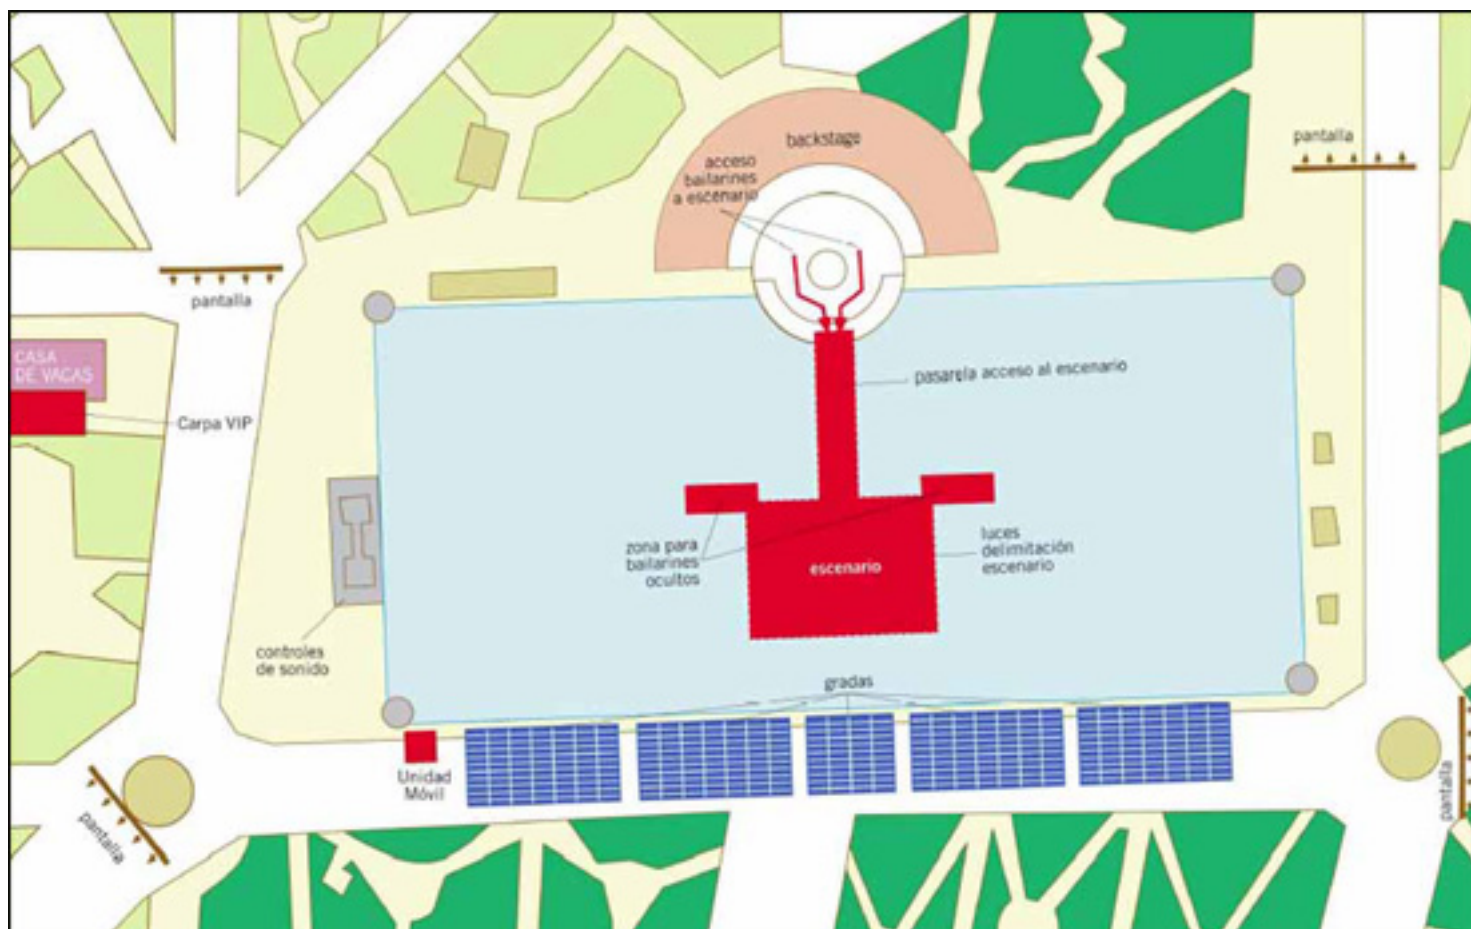 backstage
acceso
bailarines
a escenario
pantalla
pantalla
CASA
DE VACAS
Carpa VIP
pasarela acceso al escenario
zona para
bailarines
ocultos
escenario
luces
delimitación
escenario
controles
de sonido
gradas
Unidad
Móvil
pantalla
pantalla